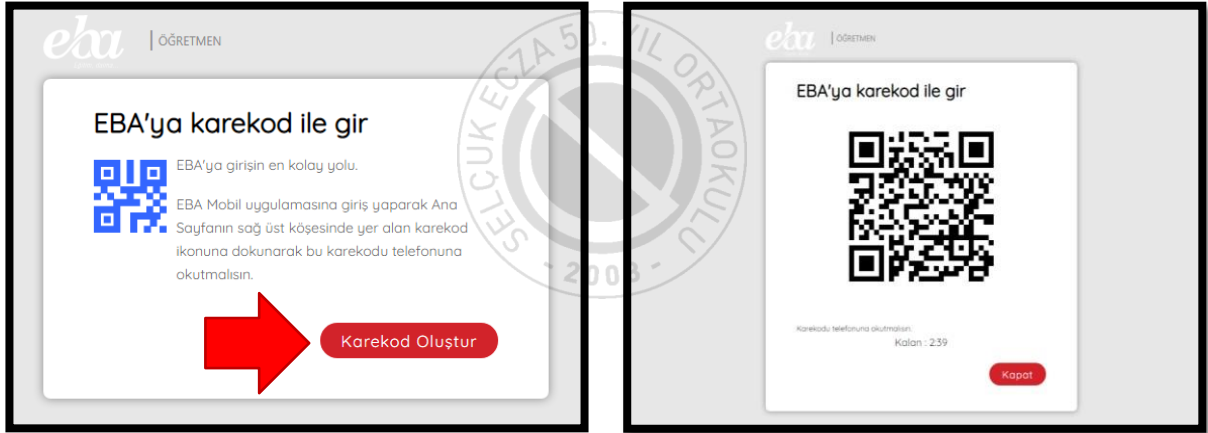 eba | ÖĞRETMEN
EBA'ya karekod ile gir
EBA'ya girişin en kolay yolu.
EBA Mobil uygulamasına giriş yaparak Ana
Sayfanın sağ üst köşesinde yer alan karekod
ikonuna dokunarak bu karekodu telefonuna
okutmalısın.
Karekod Oluştur
SELÇUK ECZA 50. YIL ORTAOKULU
- 2008 -
eba | ÖĞRETMEN
EBA'ya karekod ile gir
Karekodu telefonuna okutmalısın.
Kalan : 2:39
Kapat